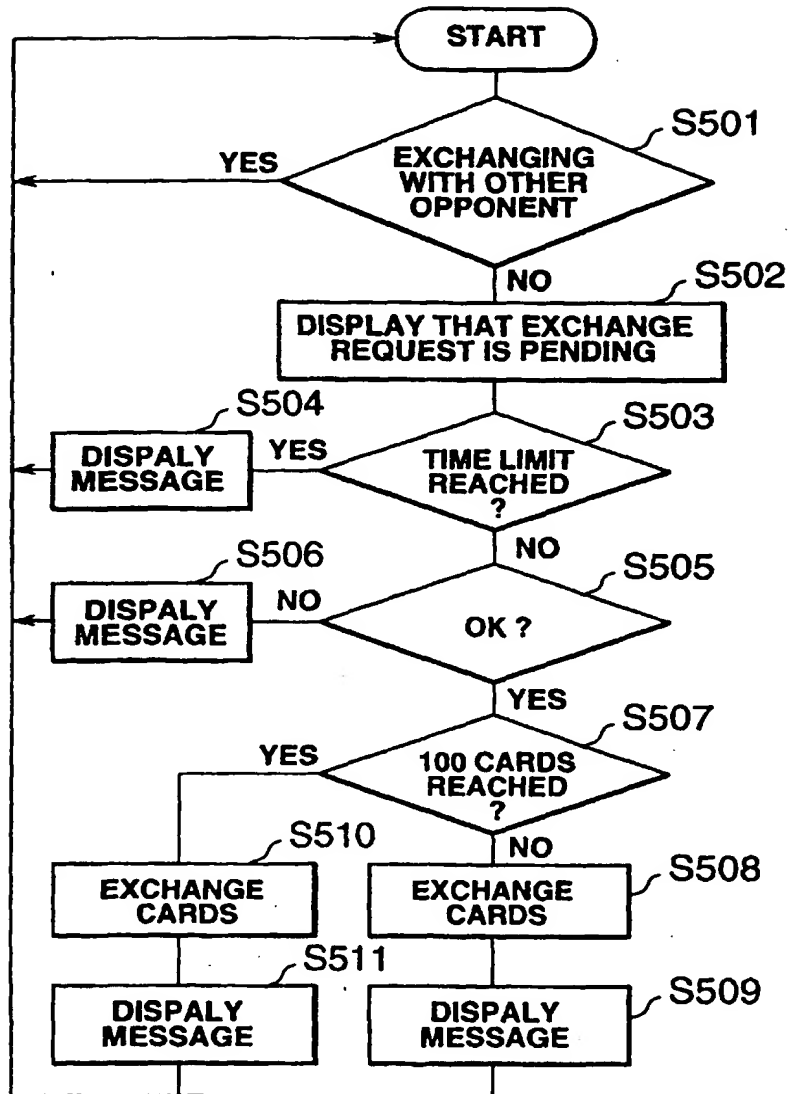 START
S501
YES
EXCHANGING
WITH OTHER
OPPONENT
NO
S502
DISPLAY THAT EXCHANGE
REQUEST IS PENDING
S504
S503
DISPALY
MESSAGE
YES
TIME LIMIT
REACHED
?
NO
S506
S505
DISPALY
MESSAGE
NO
OK ?
YES
S507
YES
100 CARDS
REACHED
?
S510
NO
S508
EXCHANGE
CARDS
EXCHANGE
CARDS
S511
S509
DISPALY
MESSAGE
DISPALY
MESSAGE